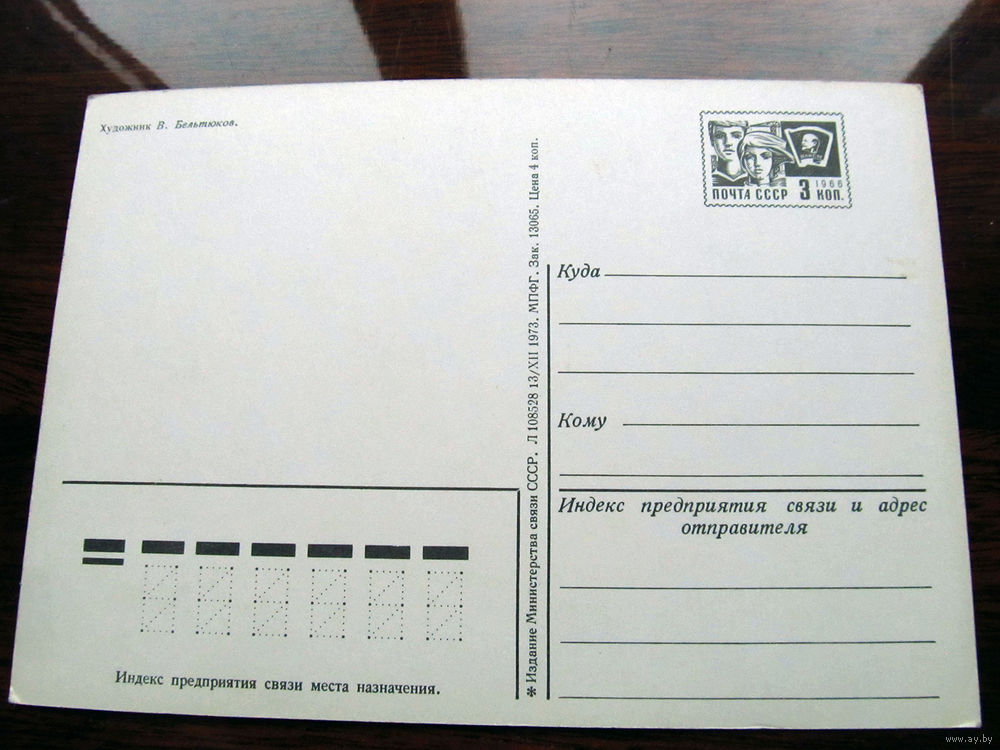 Художник В. Бельтюков.
ПОЧТА СССР 3 1966 КОП.
✻ Издание Министерства связи СССР. Л 108528 13/XII 1973. МПФГ. Зак. 13065. Цена 4 коп.
Куда
Кому
Индекс предприятия связи и адрес
отправителя
Индекс предприятия связи места назначения.
www.ay.by